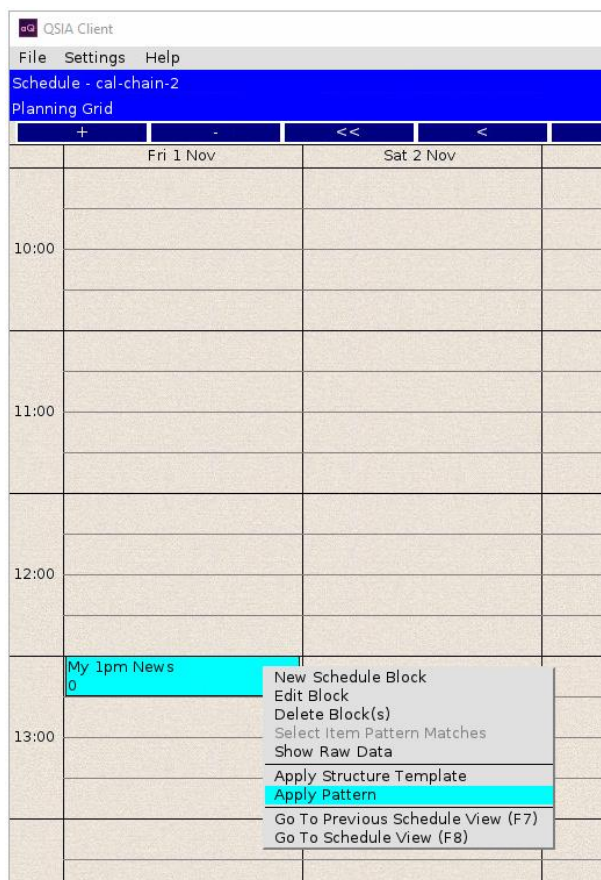 aQ QSIA Client
File Settings Help
Schedule - cal-chain-2
Planning Grid
+ - << <
Fri 1 Nov Sat 2 Nov
10:00
11:00
12:00
My 1pm News
0
13:00
New Schedule Block
Edit Block
Delete Block(s)
Select Item Pattern Matches
Show Raw Data
Apply Structure Template
Apply Pattern
Go To Previous Schedule View (F7)
Go To Schedule View (F8)